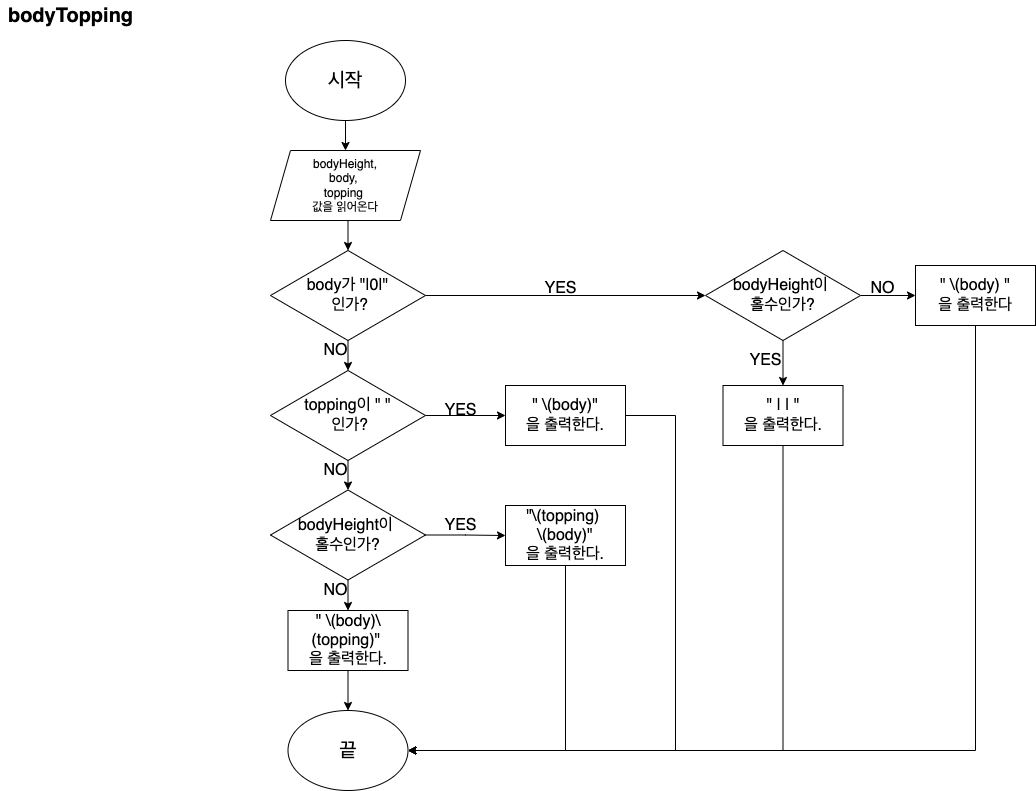 bodyTopping
시작
bodyHeight,
body,
topping
값을 읽어온다
body가 "|0|"
인가?
YES
bodyHeight이
홀수인가?
NO
" \(body) "
을 출력한다
NO
YES
topping이 " "
인가?
YES
" \(body)"
을 출력한다.
" | | "
을 출력한다.
NO
bodyHeight이
홀수인가?
YES
"\(topping)
\(body)"
을 출력한다.
NO
" \(body)\
(topping)"
을 출력한다.
끝